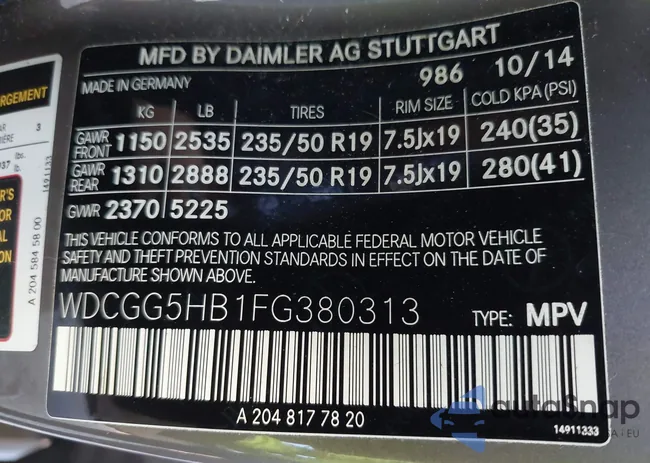 MFD BY DAIMLER AG STUTTGART
MADE IN GERMANY 986 10/14
KG LB TIRES RIM SIZE COLD KPA(PSI)
GAWR FRONT 1150 2535 235/50 R19 7.5Jx19 240(35)
GAWR REAR 1310 2888 235/50 R19 7.5Jx19 280(41)
GVWR 2370 5225
THIS VEHICLE CONFORMS TO ALL APPLICABLE FEDERAL MOTOR VEHICLE
SAFETY AND THEFT PREVENTION STANDARDS IN EFFECT ON THE DATE OF
MANUFACTURE SHOWN ABOVE.
WDCGG5HB1FG380313 TYPE: MPV
A 204 817 78 20
14911333
A 204 584 58 00
1491133
autoSnap